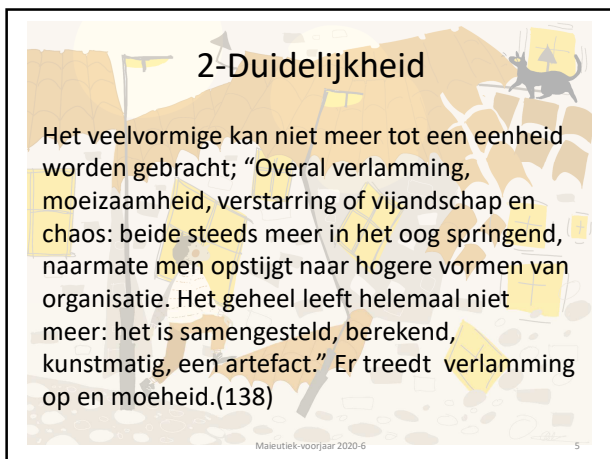 2-Duidelijkheid
Het veelvormige kan niet meer tot een eenheid
worden gebracht; “Overal verlamming,
moeizaamheid, verstarring of vijandschap en
chaos: beide steeds meer in het oog springend,
naarmate men opstijgt naar hogere vormen van
organisatie. Het geheel leeft helemaal niet
meer: het is samengesteld, berekend,
kunstmatig, een artefact.” Er treedt  verlamming
op en moeheid.(138)
Maieutiek-voorjaar 2020-6
5